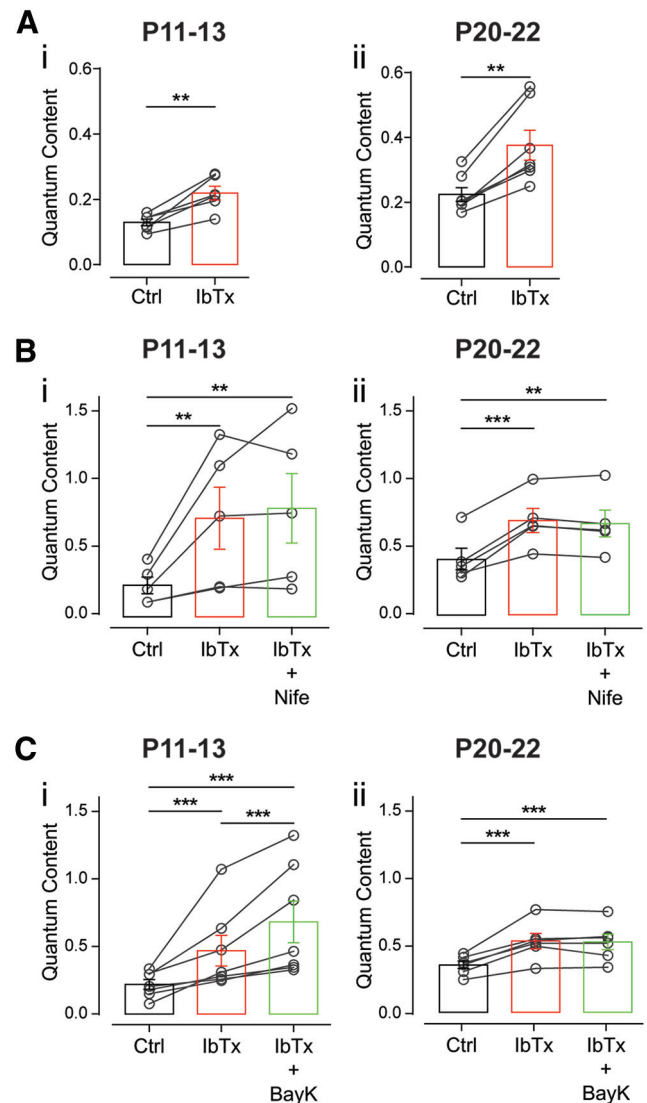 A
P11-13
P20-22
i
ii
Quantum Content
0.6
0.4
0.2
0.0
**
Ctrl
IbTx
Quantum Content
0.6
0.4
0.2
0.0
**
Ctrl
IbTx
B
P11-13
P20-22
i
ii
Quantum Content
1.5
1.0
0.5
0.0
**
**
Ctrl
IbTx
IbTx
+
Nife
Quantum Content
1.5
1.0
0.5
0.0
**
***
Ctrl
IbTx
IbTx
+
Nife
C
P11-13
P20-22
i
ii
Quantum Content
1.5
1.0
0.5
0.0
***
***
***
Ctrl
IbTx
IbTx
+
BayK
Quantum Content
1.5
1.0
0.5
0.0
***
***
Ctrl
IbTx
IbTx
+
BayK